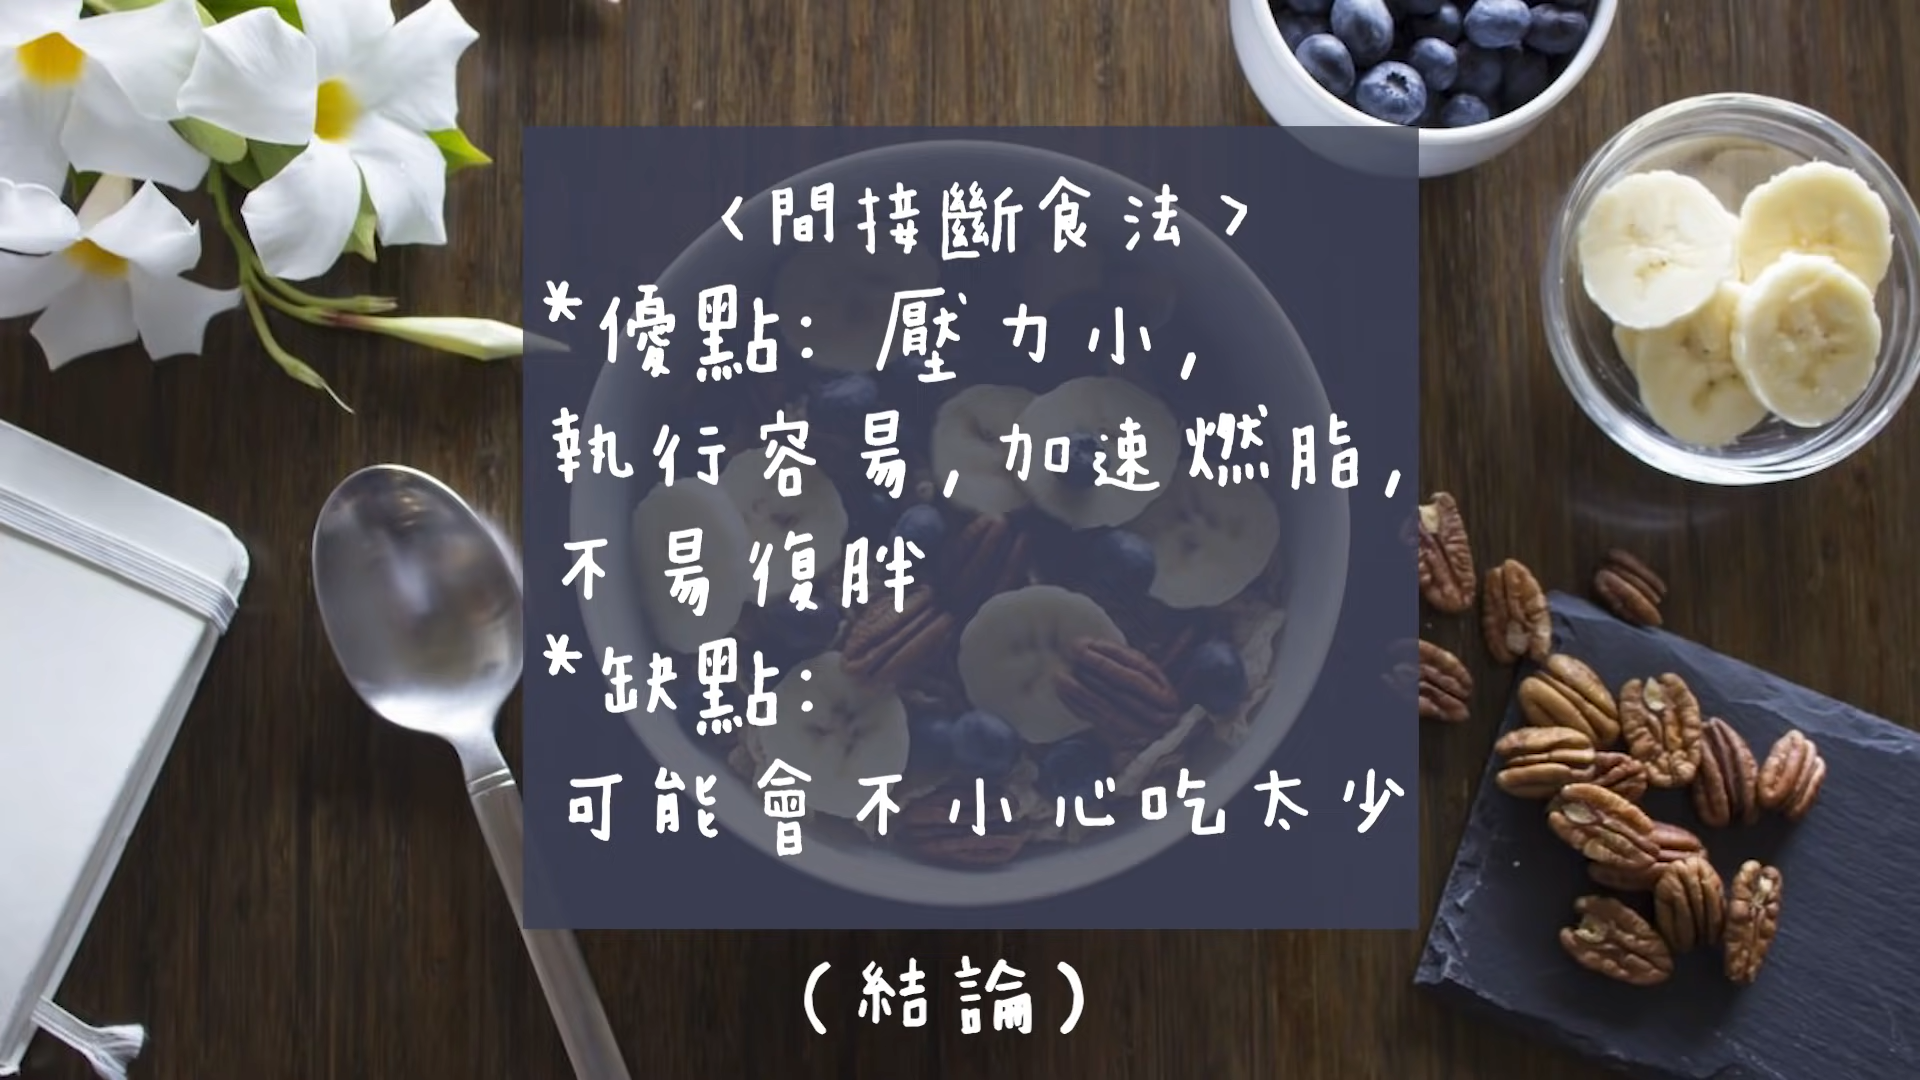 <間接斷食法>
*優點: 壓力小,
執行容易,加速燃脂,
不易復胖
*缺點:
可能會不小心吃太少
(結論)